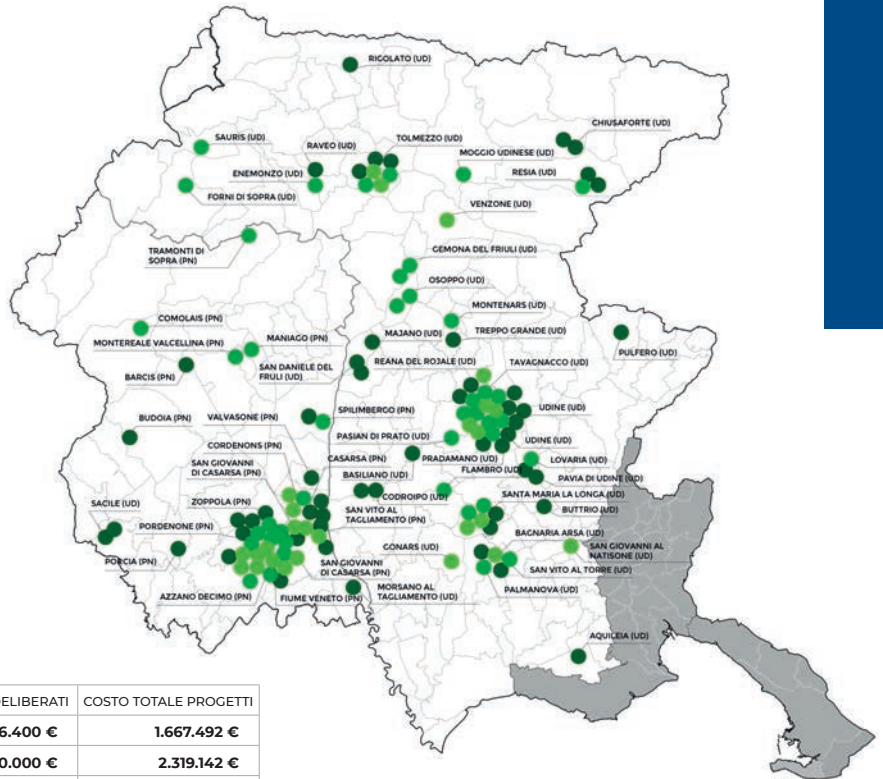 RIGOLATO (UD)
CHIUSAFORTE (UD)
SAURIS (UD)
RAVEO (UD)
TOLMEZZO (UD)
MOGGIO UDINESE (UD)
ENEMONZO (UD)
RESIA (UD)
FORNI DI SOPRA (UD)
VENZONE (UD)
TRAMONTI DI
SOPRA (PN)
GEMONA DEL FRIULI (UD)
OSOPPO (UD)
COMOLAIS (PN)
MONTENARS (UD)
MONTEREALE VALCELLINA (PN)
MANIAGO (PN)
MAJANO (UD)
TREPPO GRANDE (UD)
PULFERO (UD)
BARCIS (PN)
SAN DANIELE DEL
FRULI (UD)
REANA DEL ROJALE (UD)
TAVAGNACCO (UD)
BUDOIA (PN)
VALVASONE (PN)
SPILIMBERGO (PN)
UDINE (UD)
PASIAN DI PRATO (UD)
UDINE (UD)
CORDENONS (PN)
CASARSA (PN)
PRADAMANO (UD)
LOVARIA (UD)
SAN GIOVANNI
DI CASARSA (PN)
BASILIANO (UD)
FLAMBRO (UD)
PAVIA DI UDINE (UD)
SACILE (UD)
ZOPPOLA (PN)
CODROIPO (UD)
SANTA MARIA LA LONGA (UD)
SAN VITO AL
TAGLIAMENTO (PN)
BUTTRIO (UD)
PORDENONE (PN)
BAGNARIA ARSA (UD)
GONARS (UD)
SAN GIOVANNI AL
NATISONE (UD)
PORCIA (PN)
SAN GIOVANNI
DI CASARSA (PN)
SAN VITO AL TORRE (UD)
AZZANO DECIMO (PN)
FIUME VENETO (PN)
MORSANO AL
TAGLIAMENTO (UD)
PALMANOVA (UD)
AQUILEIA (UD)
ELIBERATI COSTO TOTALE PROGETTI
6.400 € 1.667.492 €
0.000 € 2.319.142 €